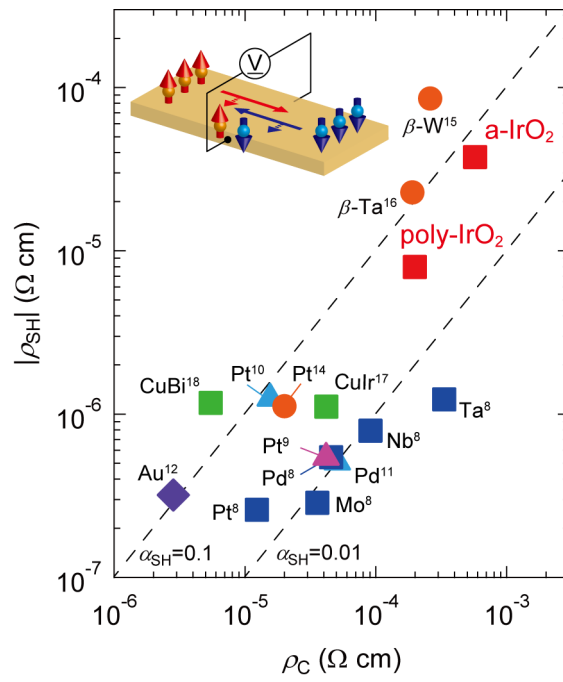 V
10⁻⁴
10⁻⁵
10⁻⁶
10⁻⁷
|ρSH| (Ω cm)
β-W¹⁵
a-IrO₂
β-Ta¹⁶
poly-IrO₂
CuBi¹⁸
Pt¹⁰
Pt¹⁴
CuIr¹⁷
Ta⁸
Pt⁹
Nb⁸
Pd⁸
Pd¹¹
Au¹²
Pt⁸
Mo⁸
αSH=0.1
αSH=0.01
10⁻⁶
10⁻⁵
10⁻⁴
10⁻³
ρC (Ω cm)